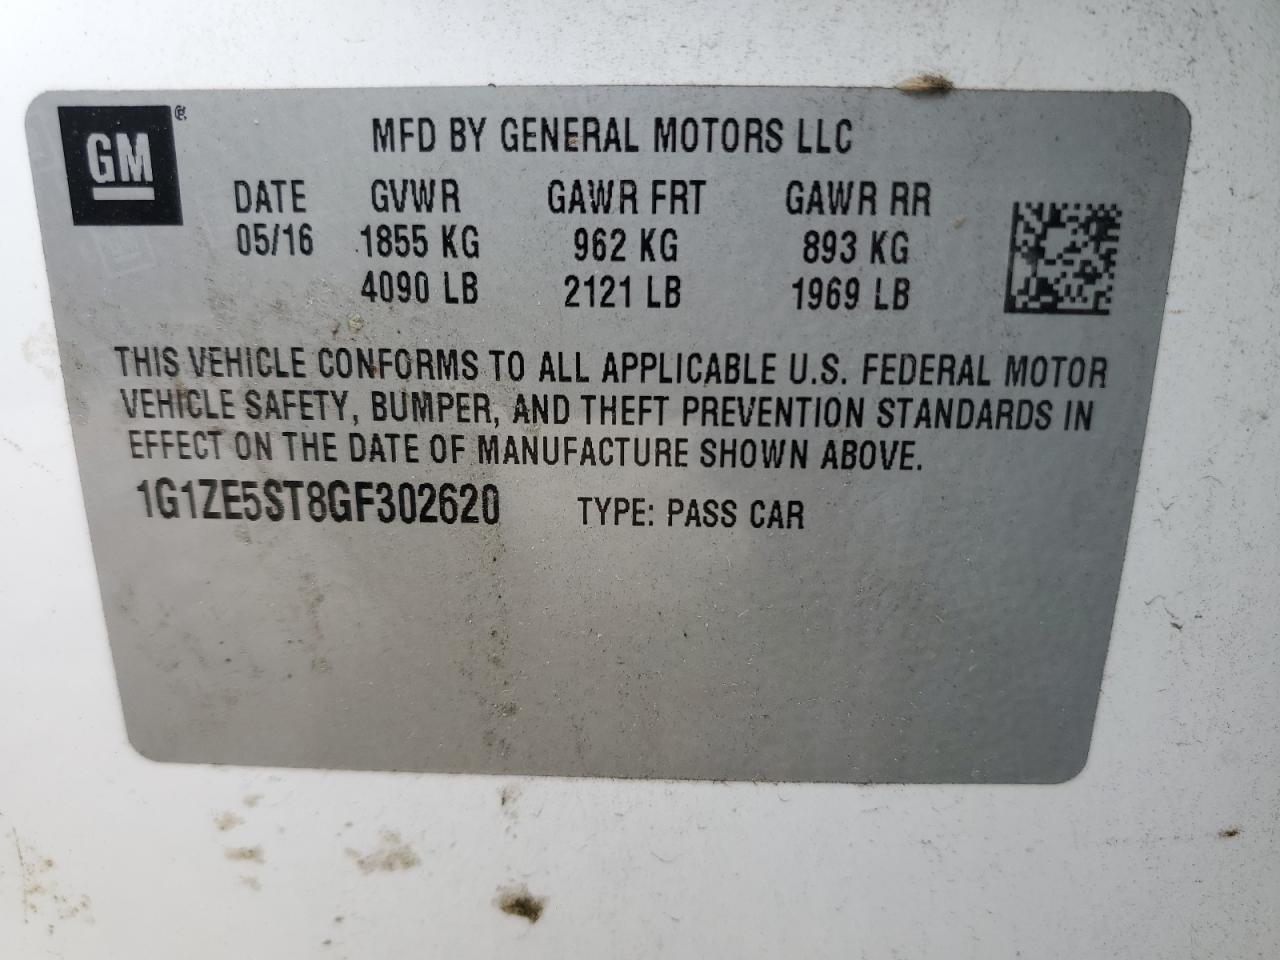 GM
MFD BY GENERAL MOTORS LLC
DATE GVWR GAWR FRT GAWR RR
05/16 1855 KG 962 KG 893 KG
4090 LB 2121 LB 1969 LB
THIS VEHICLE CONFORMS TO ALL APPLICABLE U.S. FEDERAL MOTOR
VEHICLE SAFETY, BUMPER, AND THEFT PREVENTION STANDARDS IN
EFFECT ON THE DATE OF MANUFACTURE SHOWN ABOVE.
1G1ZE5ST8GF302620 TYPE: PASS CAR